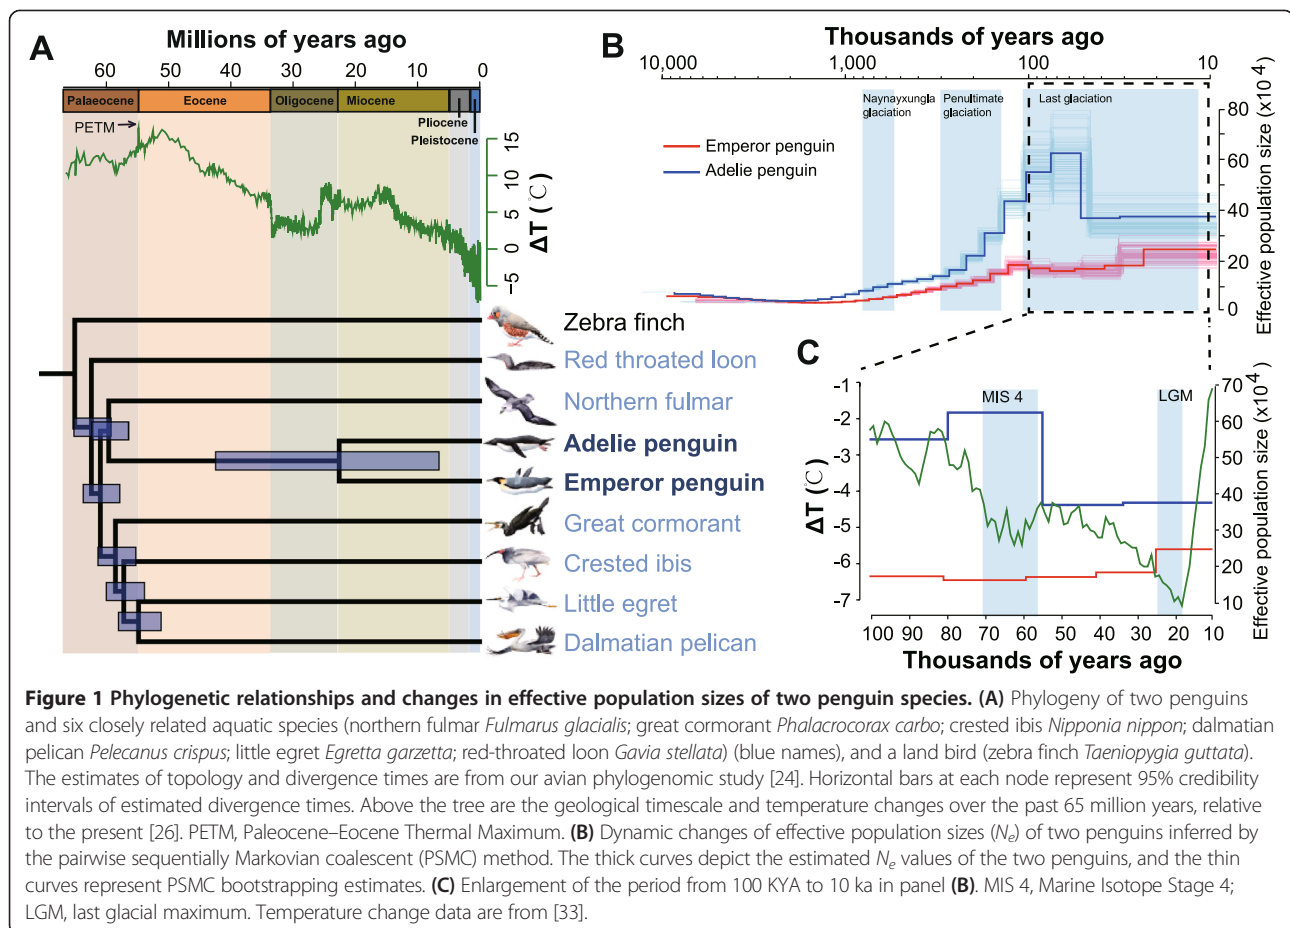 A
Millions of years ago
60 50 40 30 20 10 0
Palaeocene Eocene Oligocene Miocene
Pliocene
Pleistocene
PETM
15
10
5
0
-5
ΔT (℃)
Zebra finch
Red throated loon
Northern fulmar
Adelie penguin
Emperor penguin
Great cormorant
Crested ibis
Little egret
Dalmatian pelican
B
Thousands of years ago
10,000 1,000 100 10
Naynayxungla
glaciation
Penultimate
glaciation
Last glaciation
Emperor penguin
Adelie penguin
80
60
40
20
0
Effective population size (x10 4)
C
MIS 4
LGM
-1
-2
-3
-4
-5
-6
-7
ΔT (℃)
70
60
50
40
30
20
10
Effective population size (x10 4)
100 90 80 70 60 50 40 30 20 10
Thousands of years ago
Figure 1 Phylogenetic relationships and changes in effective population sizes of two penguin species. (A) Phylogeny of two penguins
and six closely related aquatic species (northern fulmar Fulmarus glacialis; great cormorant Phalacrocorax carbo; crested ibis Nipponia nippon; dalmatian
pelican Pelecanus crispus; little egret Egretta garzetta; red-throated loon Gavia stellata) (blue names), and a land bird (zebra finch Taeniopygia guttata).
The estimates of topology and divergence times are from our avian phylogenomic study [24]. Horizontal bars at each node represent 95% credibility
intervals of estimated divergence times. Above the tree are the geological timescale and temperature changes over the past 65 million years, relative
to the present [26]. PETM, Paleocene–Eocene Thermal Maximum. (B) Dynamic changes of effective population sizes (Ne) of two penguins inferred by
the pairwise sequentially Markovian coalescent (PSMC) method. The thick curves depict the estimated Ne values of the two penguins, and the thin
curves represent PSMC bootstrapping estimates. (C) Enlargement of the period from 100 KYA to 10 ka in panel (B). MIS 4, Marine Isotope Stage 4;
LGM, last glacial maximum. Temperature change data are from [33].